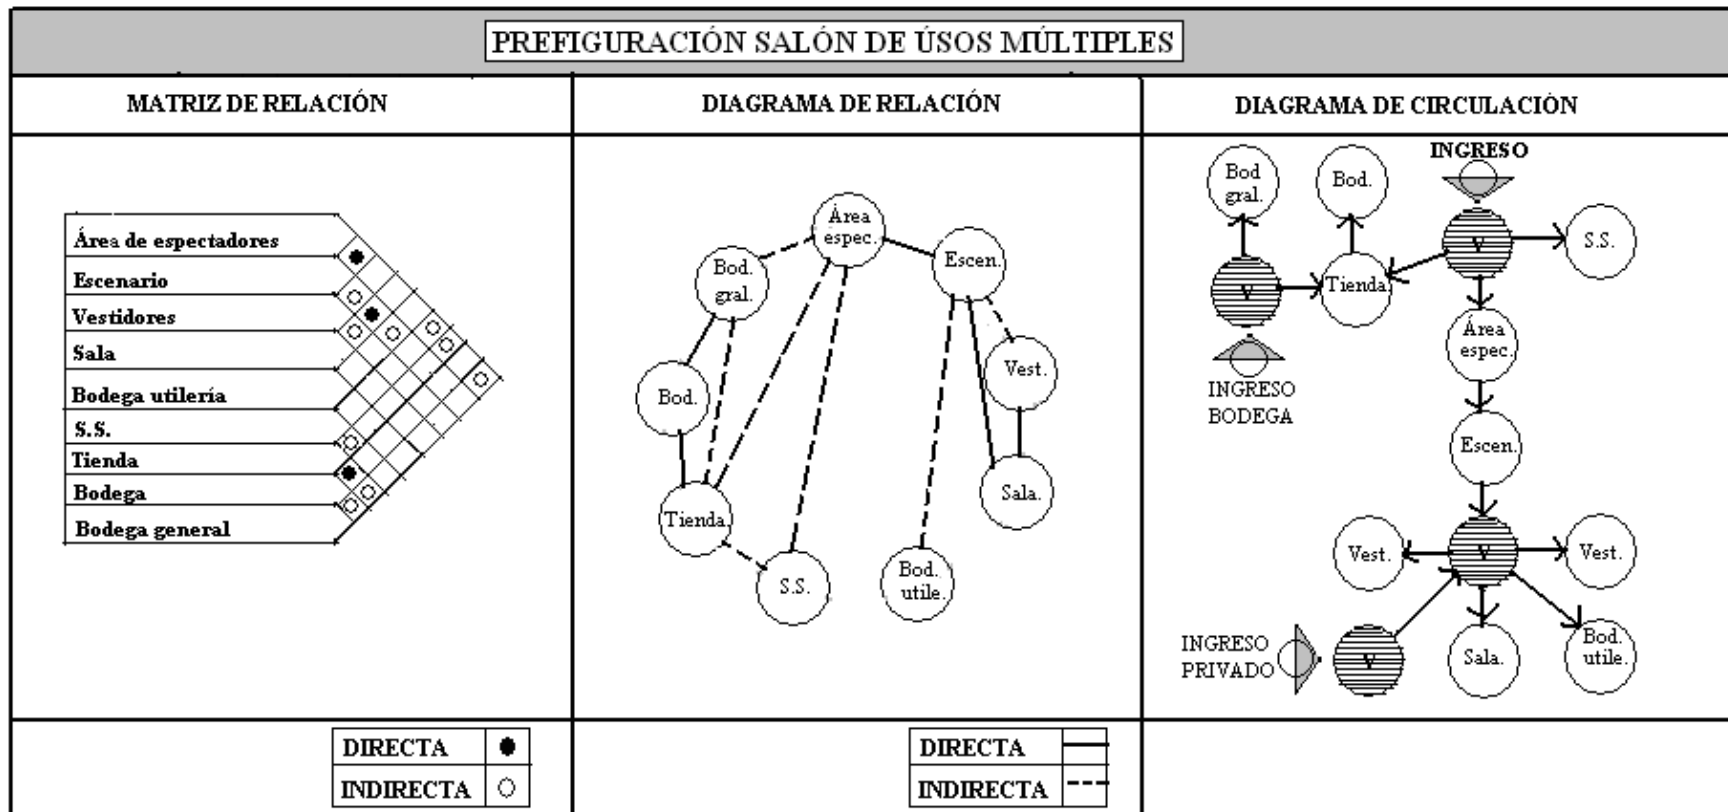 PREFIGURACIÓN SALÓN DE ÚSOS MÚLTIPLES
MATRIZ DE RELACIÓN
Área de espectadores
Escenario
Vestidores
Sala
Bodega utilería
S.S.
Tienda
Bodega
Bodega general
DIRECTA
INDIRECTA
DIAGRAMA DE RELACIÓN
Área
espec.
Escen.
Bod.
gral.
Vest.
Bod.
Sala.
Tienda.
S.S.
Bod.
utile.
DIRECTA
INDIRECTA
DIAGRAMA DE CIRCULACIÓN
INGRESO
Bod
gral.
Bod.
V
S.S.
V
Tienda.
INGRESO
BODEGA
Área
espec.
Escen.
Vest.
V
Vest.
INGRESO
PRIVADO
V
Sala.
Bod.
utile.